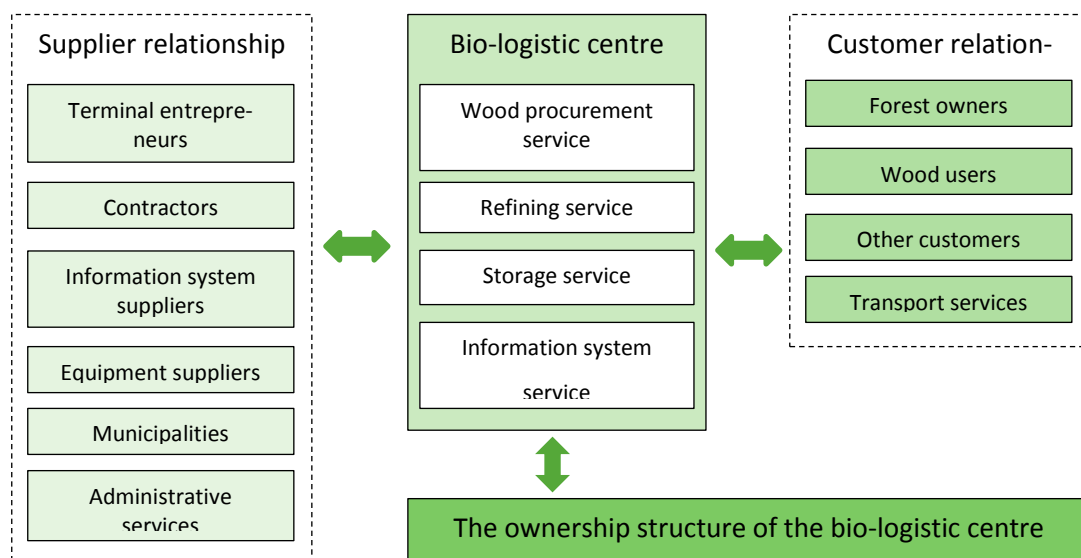 Supplier relationship
Terminal entrepre-
neurs
Contractors
Information system
suppliers
Equipment suppliers
Municipalities
Administrative
services
Bio-logistic centre
Wood procurement
service
Refining service
Storage service
Information system
service
Customer relation-
Forest owners
Wood users
Other customers
Transport services
The ownership structure of the bio-logistic centre